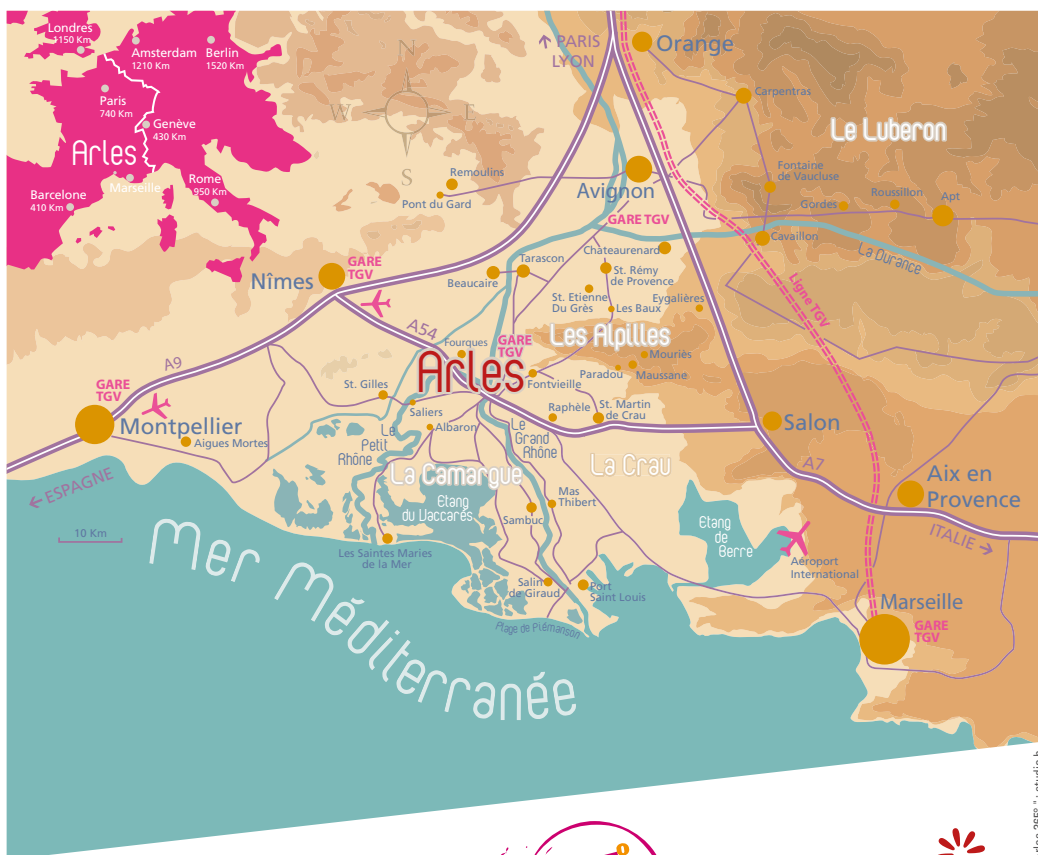 Londres
1150 Km
Amsterdam
1210 Km
Berlin
1520 Km
Paris
740 Km
Genève
430 Km
Arles
Marseille
Rome
950 Km
Barcelone
410 Km
N
W
E
S
↑ PARIS
LYON
Orange
Carpentras
Le Luberon
Remoulins
Pont du Gard
Avignon
Fontaine
de Vaucluse
Gordes
Roussillon
Apt
GARE TGV
Cavaillon
La Durance
Châteaurenard
Nîmes
GARE
TGV
Beaucaire
Tarascon
St. Rémy
de Provence
St. Etienne
Du Grès
Les Baux
Eygalières
Ligne TGV
Les Alpilles
A54
Fourques
GARE
TGV
Arles
Mouriès
Paradou
Maussane
Fontvieille
A9
GARE
TGV
Montpellier
Aigues Mortes
St. Gilles
Saliers
Albaron
Raphèle
St. Martin
de Crau
Salon
Le
Petit
Rhône
Le
Grand
Rhône
La Crau
A7
La Camargue
Etang
du Vaccarès
Mas
Thibert
Sambuc
Aix en
Provence
← ESPAGNE
10 Km
ITALIE →
Etang
de
Berre
Aéroport
International
Les Saintes Maries
de la Mer
Salin
de Giraud
Port
Saint Louis
Plage de Piémanson
Marseille
GARE
TGV
Mer Méditerranée